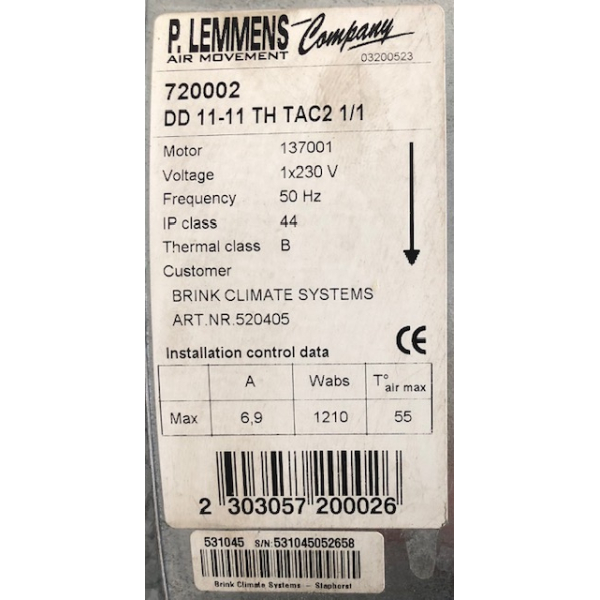 P. LEMMENS Company
AIR MOVEMENT 03200523
720002
DD 11-11 TH TAC2 1/1
Motor 137001
Voltage 1x230 V
Frequency 50 Hz
IP class 44
Thermal class B
Customer
BRINK CLIMATE SYSTEMS
ART.NR.520405
CE
Installation control data
A Wabs T° air max
Max 6,9 1210 55
2 303057 200026
531045 S/N:531045052658
Brink Climate Systems - Staphorst